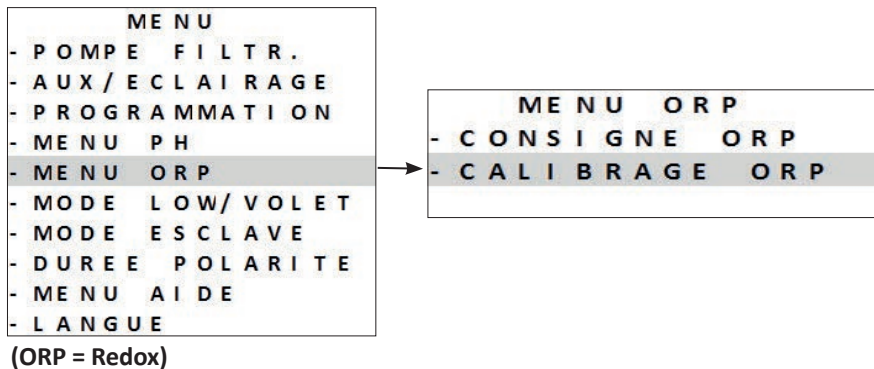 MENU
- POMPE FILTR.
- AUX/ECLAIRAGE
- PROGRAMMATION
- MENU PH
- MENU ORP
- MODE LOW/VOLET
- MODE ESCLAVE
- DUREE POLARITE
- MENU AIDE
- LANGUE
(ORP = Redox)
MENU ORP
- CONSIGNE ORP
- CALIBRAGE ORP